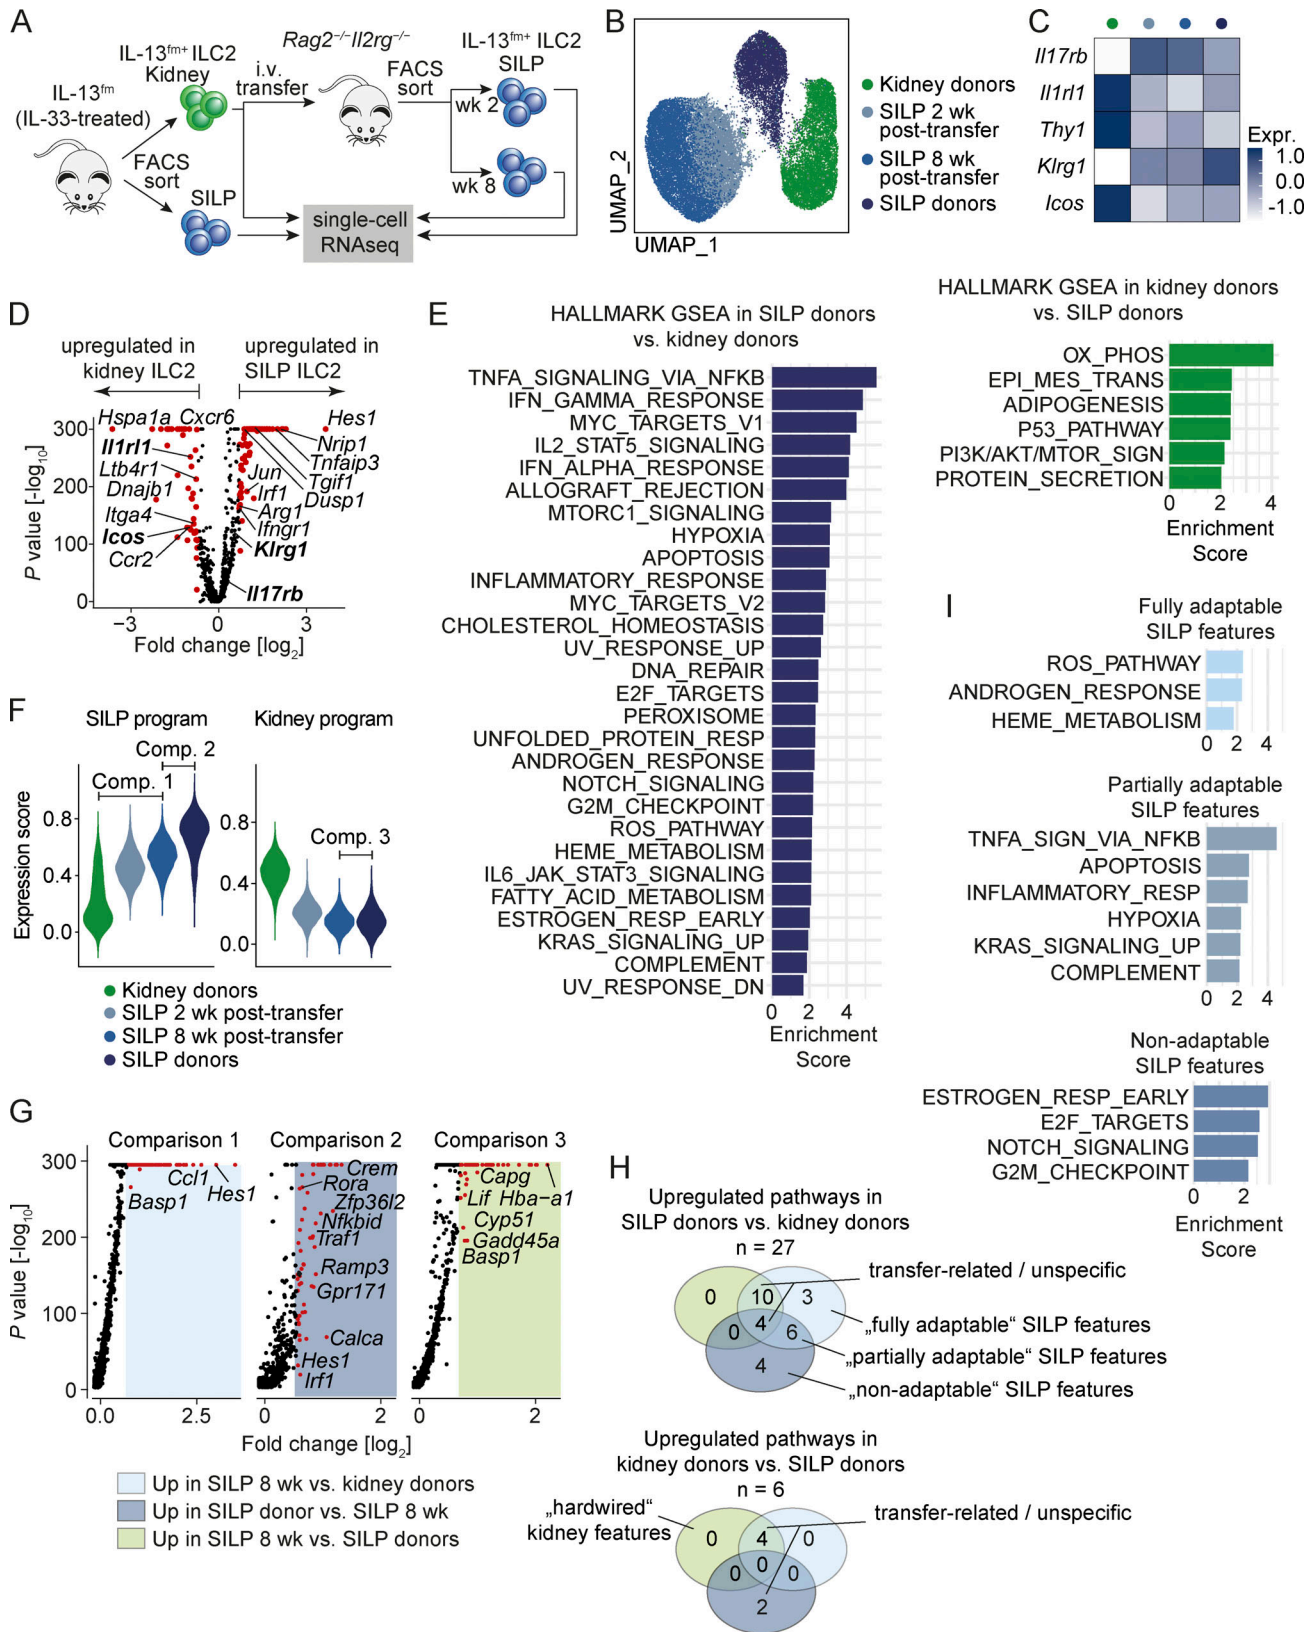 A
IL-13fm
(IL-33-treated)
FACS
sort
IL-13fm+ ILC2
Kidney
SILP
i.v.
transfer
Rag2−/−Il2rg−/−
FACS
sort
wk 2
wk 8
IL-13fm+ ILC2
SILP
single-cell
RNAseq
B
UMAP_2
UMAP_1
Kidney donors
SILP 2 wk
post-transfer
SILP 8 wk
post-transfer
SILP donors
C
Il17rb
Il1rl1
Thy1
Klrg1
Icos
Expr.
1.0
0.0
-1.0
D
upregulated in
kidney ILC2
upregulated in
SILP ILC2
Hspa1a Cxcr6
Il1rl1
Ltb4r1
Dnajb1
Itga4
Icos
Ccr2
Hes1
Nrip1
Tnfaip3
Tgif1
Dusp1
Jun
Irf1
Arg1
Ifngr1
Klrg1
Il17rb
P value [-log10]
300
200
100
0
−3
0
3
Fold change [log2]
E
HALLMARK GSEA in SILP donors
vs. kidney donors
TNFA_SIGNALING_VIA_NFKB
IFN_GAMMA_RESPONSE
MYC_TARGETS_V1
IL2_STAT5_SIGNALING
IFN_ALPHA_RESPONSE
ALLOGRAFT_REJECTION
MTORC1_SIGNALING
HYPOXIA
APOPTOSIS
INFLAMMATORY_RESPONSE
MYC_TARGETS_V2
CHOLESTEROL_HOMEOSTASIS
UV_RESPONSE_UP
DNA_REPAIR
E2F_TARGETS
PEROXISOME
UNFOLDED_PROTEIN_RESP
ANDROGEN_RESPONSE
NOTCH_SIGNALING
G2M_CHECKPOINT
ROS_PATHWAY
HEME_METABOLISM
IL6_JAK_STAT3_SIGNALING
FATTY_ACID_METABOLISM
ESTROGEN_RESP_EARLY
KRAS_SIGNALING_UP
COMPLEMENT
UV_RESPONSE_DN
0 2 4
Enrichment
Score
HALLMARK GSEA in kidney donors
vs. SILP donors
OX_PHOS
EPI_MES_TRANS
ADIPOGENESIS
P53_PATHWAY
PI3K/AKT/MTOR_SIGN
PROTEIN_SECRETION
0 2 4
Enrichment
Score
F
SILP program
Kidney program
Comp. 2
Comp. 1
Comp. 3
Expression score
0.8
0.4
0.0
0.8
0.4
0.0
Kidney donors
SILP 2 wk post-transfer
SILP 8 wk post-transfer
SILP donors
G
Comparison 1
Comparison 2
Comparison 3
P value [-log10]
300
200
100
0
Ccl1
Hes1
Basp1
Crem
Rora
Zfp36l2
Nfkbid
Traf1
Ramp3
Gpr171
Calca
Hes1
Irf1
Capg
Lif Hba−a1
Cyp51
Gadd45a
Basp1
0.0 2.5
0 2
0 2
Fold change [log2]
Up in SILP 8 wk vs. kidney donors
Up in SILP donor vs. SILP 8 wk
Up in SILP 8 wk vs. SILP donors
H
Upregulated pathways in
SILP donors vs. kidney donors
n = 27
0
10
3
4
0
6
4
transfer-related / unspecific
„fully adaptable“ SILP features
„partially adaptable“ SILP features
„non-adaptable“ SILP features
Upregulated pathways in
kidney donors vs. SILP donors
n = 6
„hardwired“
kidney features
0
4
0
0
0
0
2
transfer-related / unspecific
I
Fully adaptable
SILP features
ROS_PATHWAY
ANDROGEN_RESPONSE
HEME_METABOLISM
0 2 4
Partially adaptable
SILP features
TNFA_SIGN_VIA_NFKB
APOPTOSIS
INFLAMMATORY_RESP
HYPOXIA
KRAS_SIGNALING_UP
COMPLEMENT
0 2 4
Non-adaptable
SILP features
ESTROGEN_RESP_EARLY
E2F_TARGETS
NOTCH_SIGNALING
G2M_CHECKPOINT
0 2
Enrichment
Score